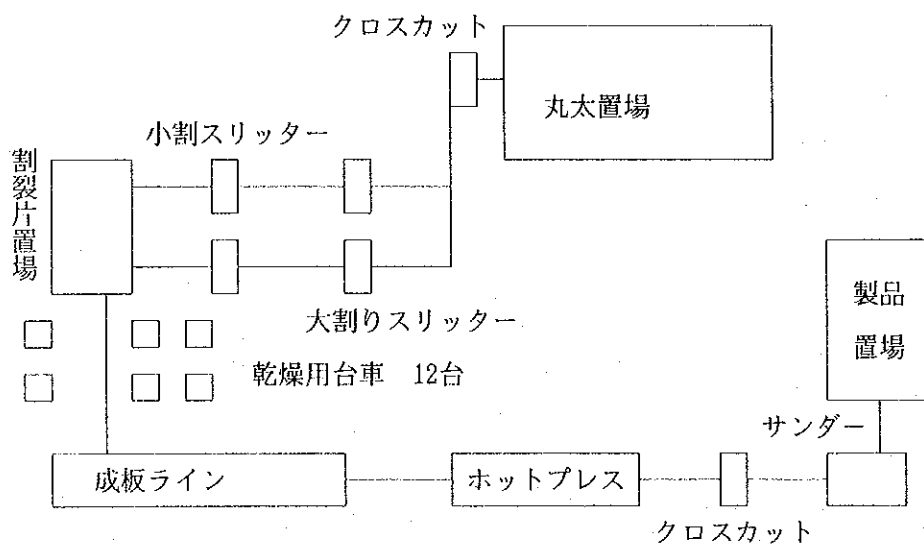 クロスカット
丸太置場
小割スリッター
割裂片置場
大割りスリッター
製品
置場
乾燥用台車 12台
サンダー
成板ライン
ホットプレス
クロスカット